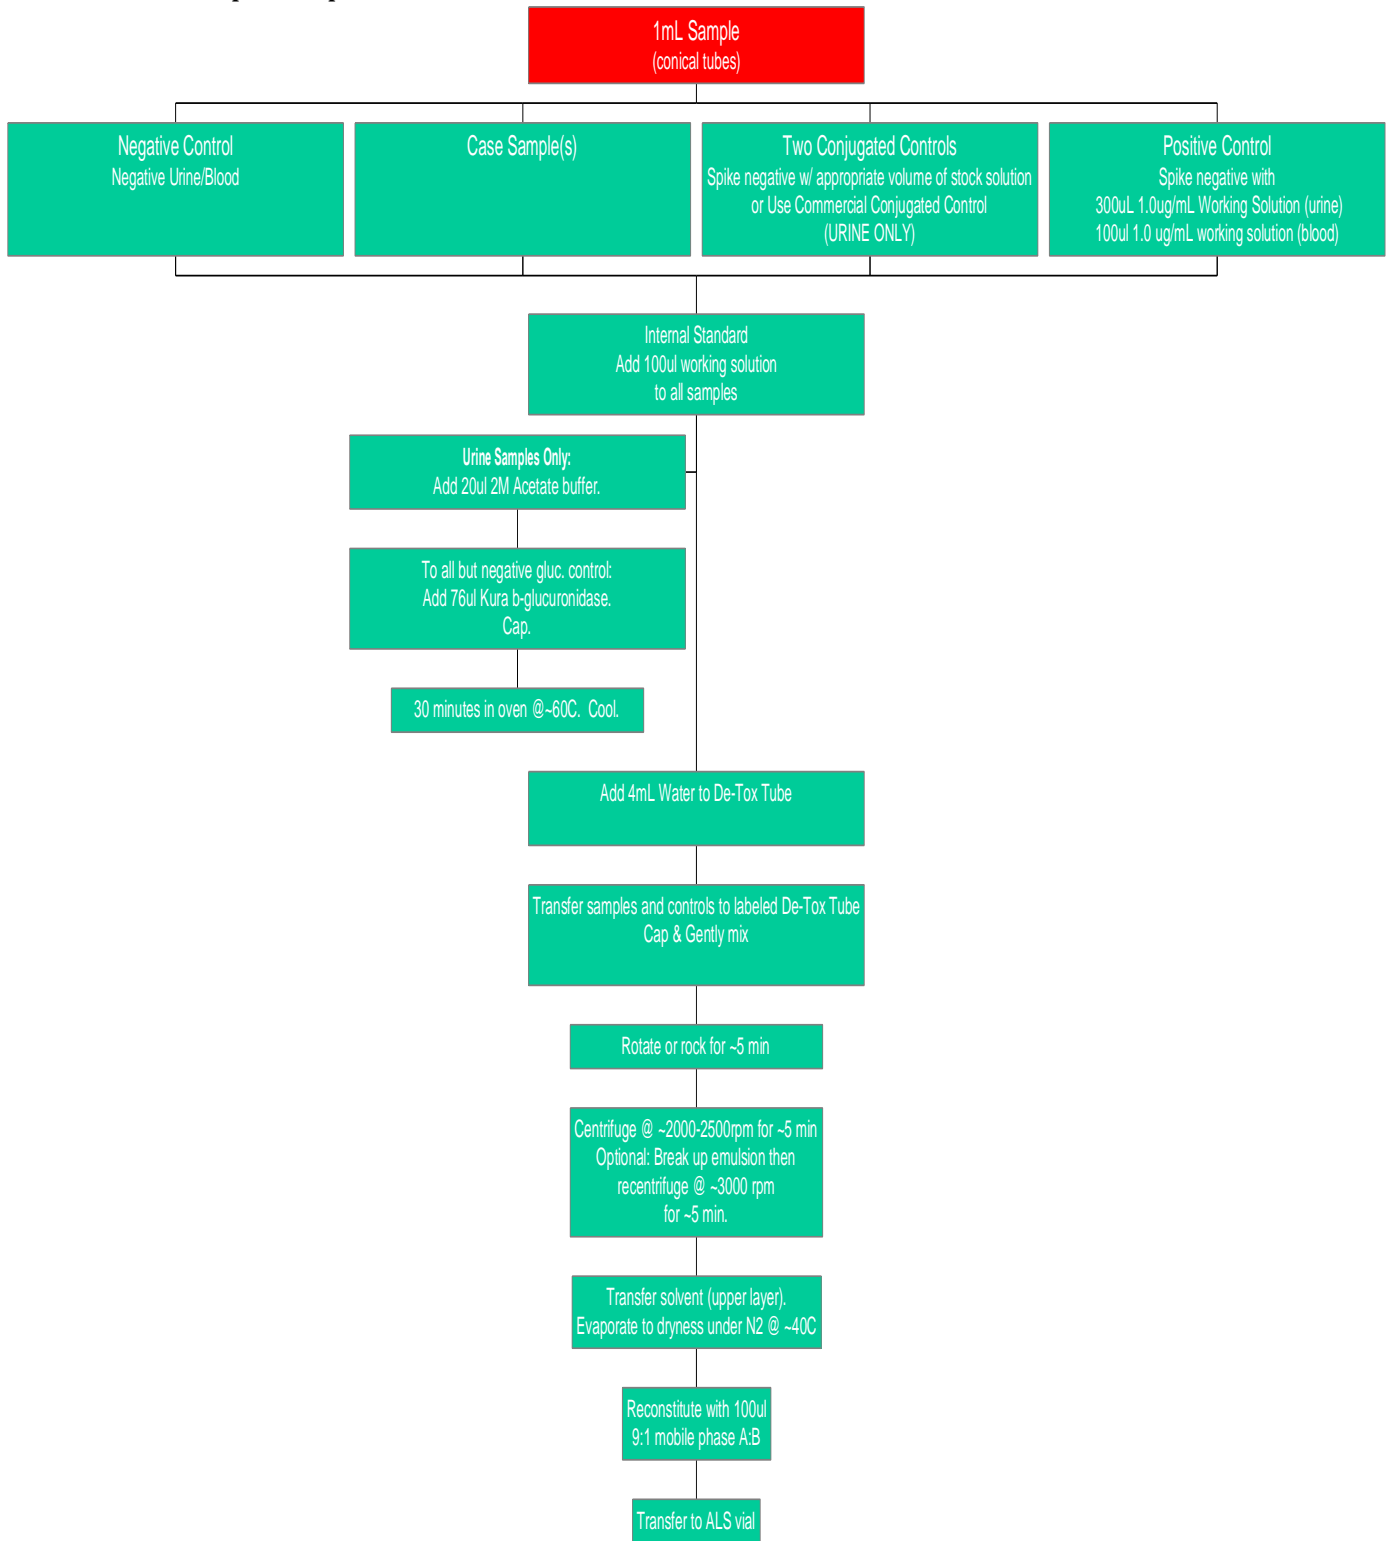 1mL Sample
(conical tubes)
Negative Control
Negative Urine/Blood
Case Sample(s)
Two Conjugated Controls
Spike negative w/ appropriate volume of stock solution
or Use Commercial Conjugated Control
(URINE ONLY)
Positive Control
Spike negative with
300uL 1.0ug/mL Working Solution (urine)
100ul 1.0 ug/mL working solution (blood)
Internal Standard
Add 100ul working solution
to all samples
Urine Samples Only:
Add 20ul 2M Acetate buffer.
To all but negative gluc. control:
Add 76ul Kura b-glucuronidase.
Cap.
30 minutes in oven @~60C. Cool.
Add 4mL Water to De-Tox Tube
Transfer samples and controls to labeled De-Tox Tube
Cap & Gently mix
Rotate or rock for ~5 min
Centrifuge @ ~2000-2500rpm for ~5 min
Optional: Break up emulsion then
recentrifuge @ ~3000 rpm
for ~5 min.
Transfer solvent (upper layer).
Evaporate to dryness under N2 @ ~40C
Reconstitute with 100ul
9:1 mobile phase A:B
Transfer to ALS vial